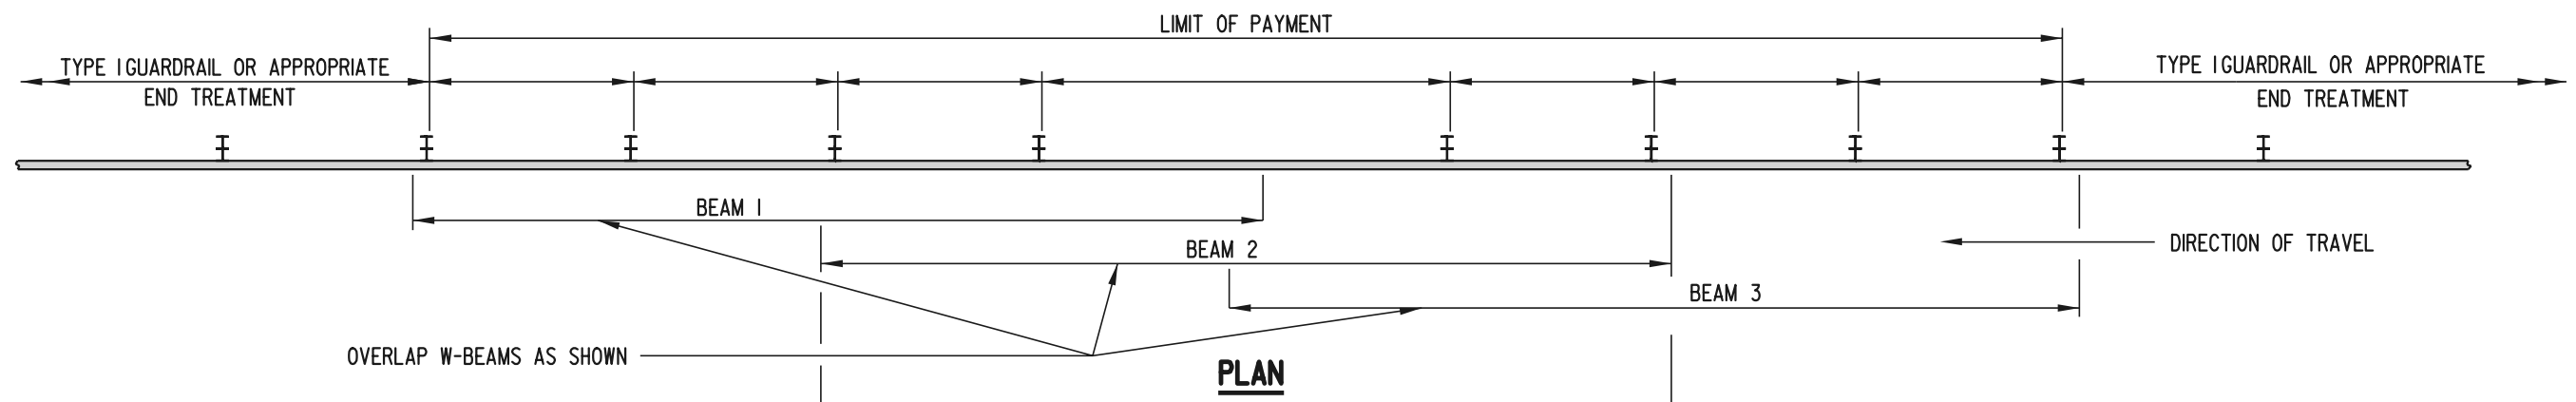 LIMIT OF PAYMENT
TYPE I GUARDRAIL OR APPROPRIATE
END TREATMENT
TYPE I GUARDRAIL OR APPROPRIATE
END TREATMENT
BEAM 1
BEAM 2
DIRECTION OF TRAVEL
BEAM 3
OVERLAP W-BEAMS AS SHOWN
PLAN